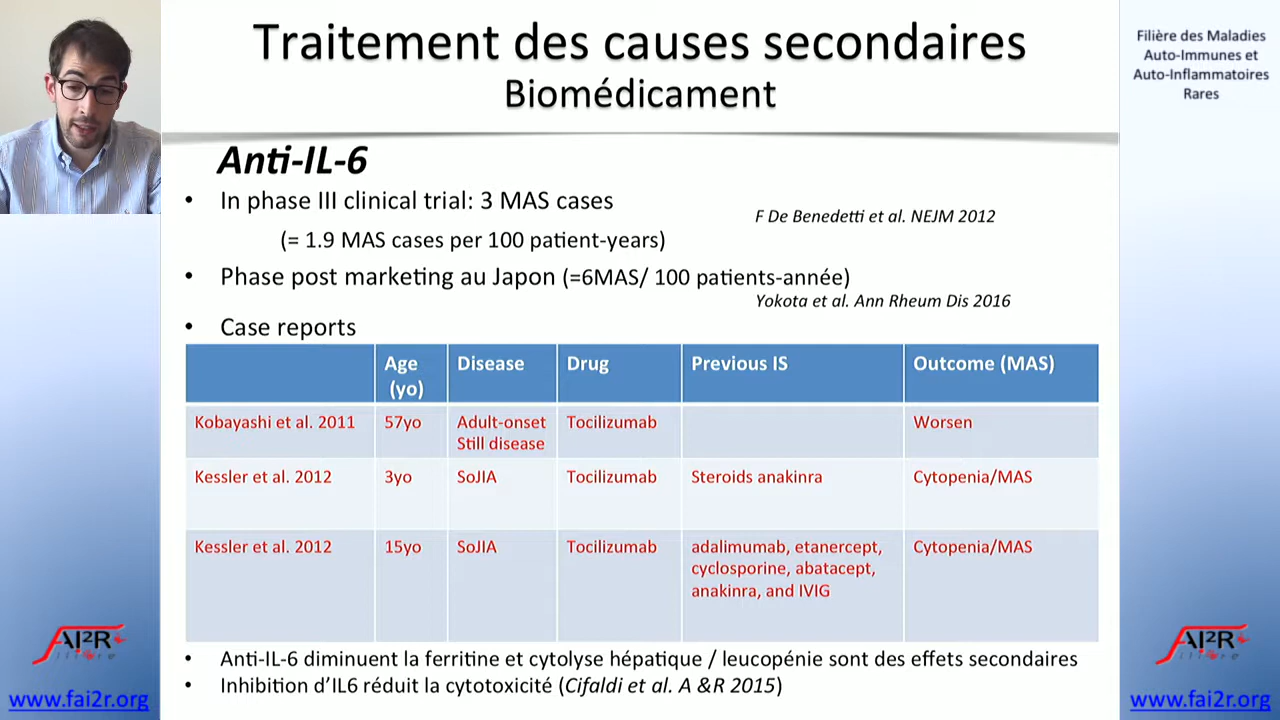 Traitement des causes secondaires
Biomédicament
Filière des Maladies
Auto-Immunes et
Auto-Inflammatoires
Rares
Anti-IL-6
• In phase III clinical trial: 3 MAS cases
F De Benedetti et al. NEJM 2012
(= 1.9 MAS cases per 100 patient-years)
• Phase post marketing au Japon (=6MAS/ 100 patients-année)
Yokota et al. Ann Rheum Dis 2016
• Case reports
Age (yo) Disease Drug Previous IS Outcome (MAS)
Kobayashi et al. 2011 57yo Adult-onset Still disease Tocilizumab Worsen
Kessler et al. 2012 3yo SoJIA Tocilizumab Steroids anakinra Cytopenia/MAS
Kessler et al. 2012 15yo SoJIA Tocilizumab adalimumab, etanercept, cyclosporine, abatacept, anakinra, and IVIG Cytopenia/MAS
• Anti-IL-6 diminuent la ferritine et cytolyse hépatique / leucopénie sont des effets secondaires
• Inhibition d’IL6 réduit la cytotoxicité (Cifaldi et al. A &R 2015)
AI²R
filière
www.fai2r.org
AI²R
filière
www.fai2r.org